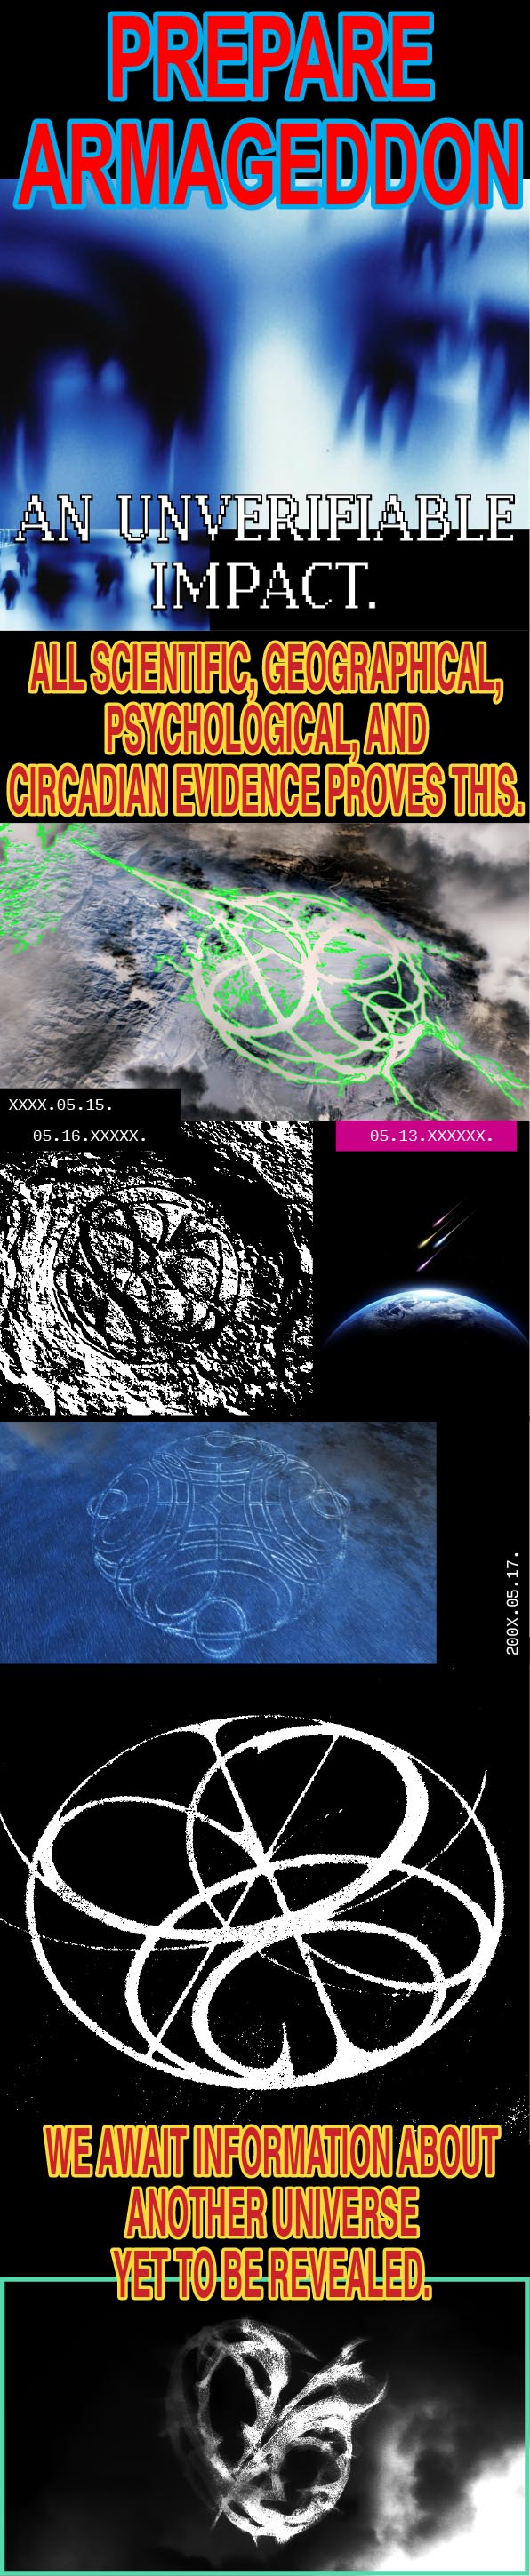 PREPARE
ARMAGEDDON
AN UNVERIFIABLE
IMPACT.
ALL SCIENTIFIC, GEOGRAPHICAL,
PSYCHOLOGICAL, AND
CIRCADIAN EVIDENCE PROVES THIS.
XXXX.05.15.
05.16.XXXXX.
05.13.XXXXXX.
200X.05.17.
WE AWAIT INFORMATION ABOUT
ANOTHER UNIVERSE
YET TO BE REVEALED.